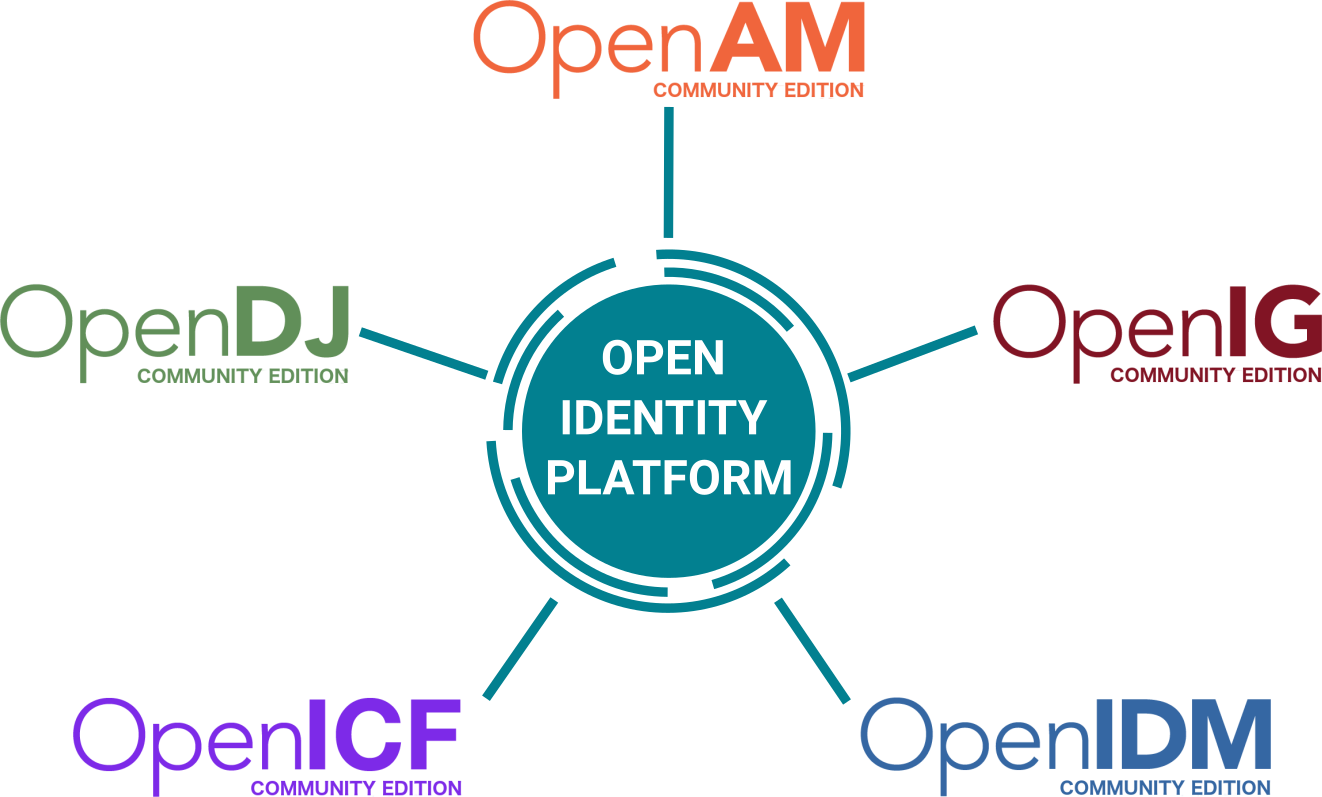 OpenAM
COMMUNITY EDITION
OpenDJ
COMMUNITY EDITION
OPEN
IDENTITY
PLATFORM
OpenIG
COMMUNITY EDITION
OpenICF
COMMUNITY EDITION
OpenIDM
COMMUNITY EDITION